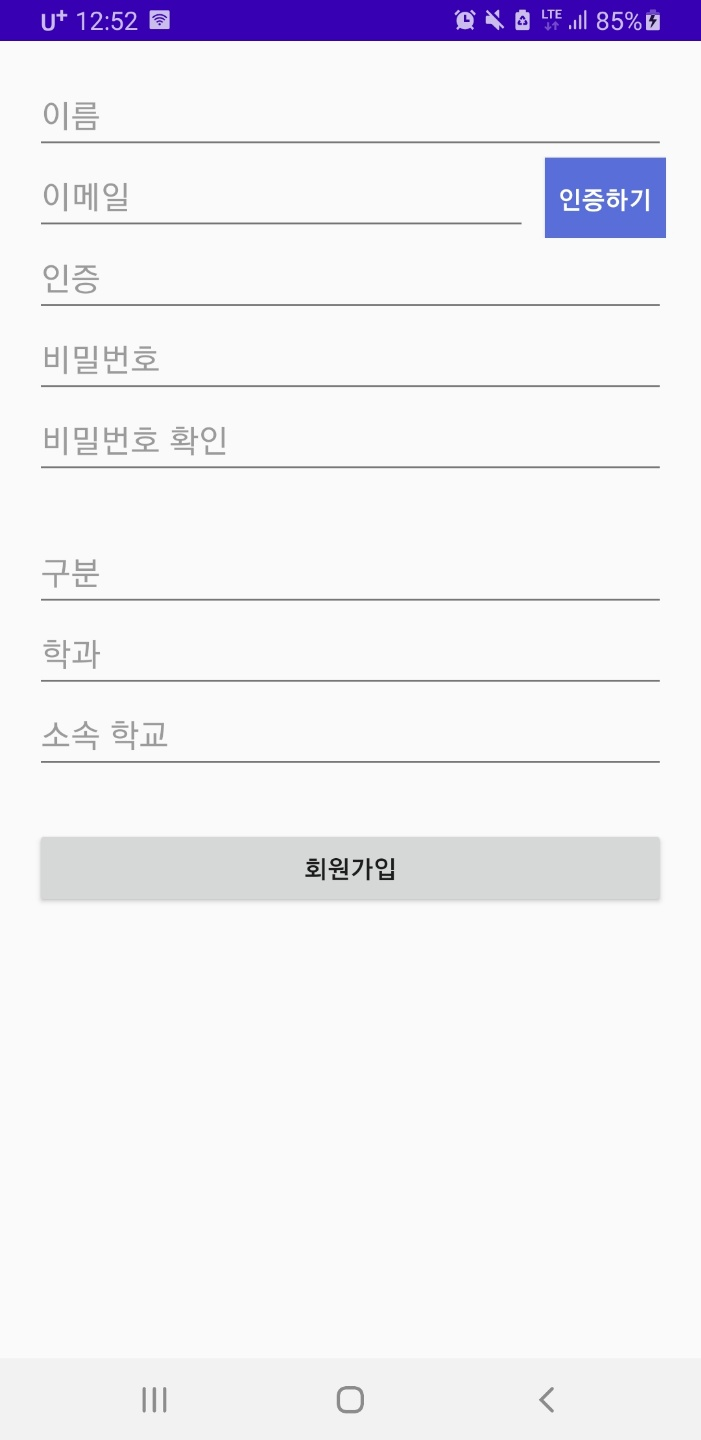 U+ 12:52 LTE 85%
이름
이메일 인증하기
인증
비밀번호
비밀번호 확인
구분
학과
소속 학교
회원가입